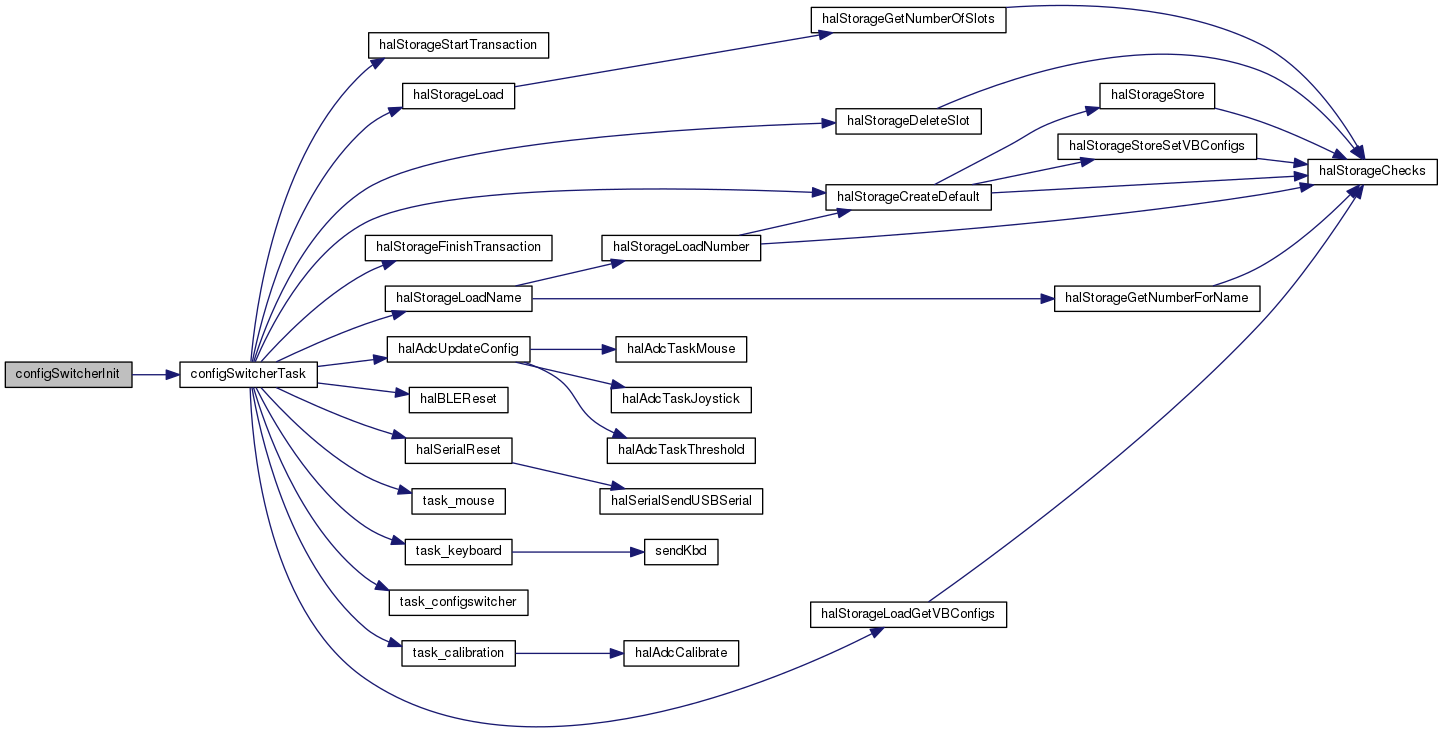 halStorageGetNumberOfSlots
halStorageStartTransaction
halStorageLoad
halStorageStore
halStorageDeleteSlot
halStorageStoreSetVBConfigs
halStorageChecks
halStorageCreateDefault
halStorageFinishTransaction
halStorageLoadNumber
halStorageLoadName
halStorageGetNumberForName
halAdcUpdateConfig
halAdcTaskMouse
configSwitcherInit
configSwitcherTask
halBLEReset
halAdcTaskJoystick
halSerialReset
halAdcTaskThreshold
task_mouse
halSerialSendUSBSerial
task_keyboard
sendKbd
task_configswitcher
halStorageLoadGetVBConfigs
task_calibration
halAdcCalibrate